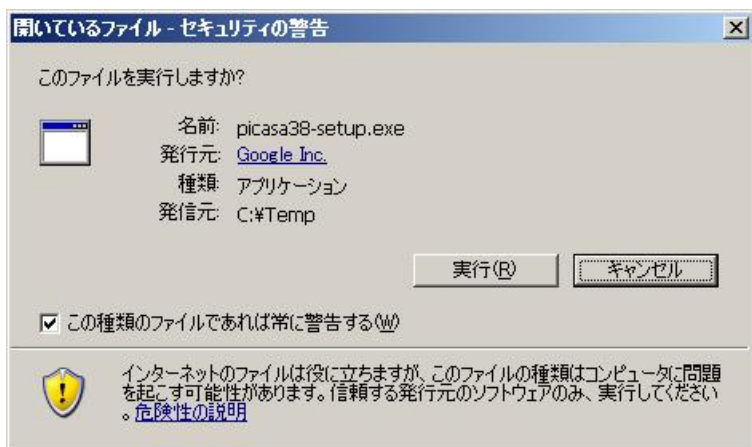 開いているファイル - セキュリティの警告
このファイルを実行しますか?
名前: picasa38-setup.exe
発行元: Google Inc.
種類: アプリケーション
発信元: C:¥Temp
実行(R) キャンセル
この種類のファイルであれば常に警告する(W)
インターネットのファイルは役に立ちますが、このファイルの種類はコンピュータに問題
を起こす可能性があります。信頼する発行元のソフトウェアのみ、実行してください
。危険性の説明